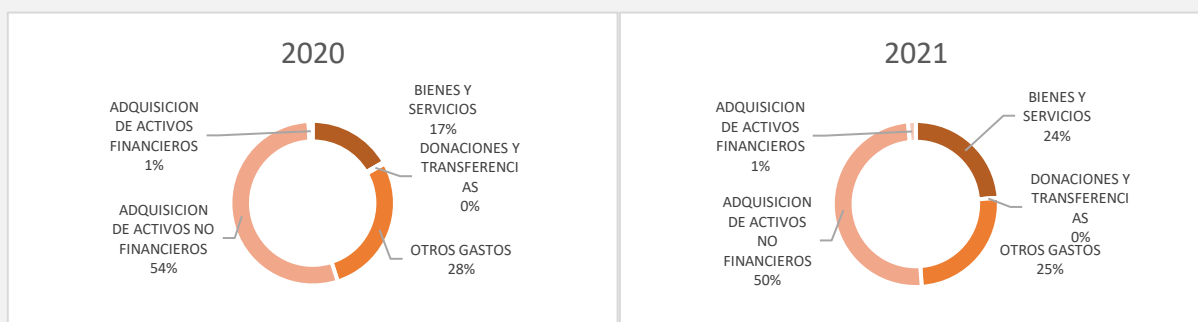 2020
BIENES Y
SERVICIOS
17%
DONACIONES Y
TRANSFERENCI
AS
0%
OTROS GASTOS
28%
ADQUISICION
DE ACTIVOS NO
FINANCIEROS
54%
ADQUISICION
DE ACTIVOS
FINANCIEROS
1%
2021
BIENES Y
SERVICIOS
24%
DONACIONES Y
TRANSFERENCI
AS
0%
OTROS GASTOS
25%
ADQUISICION
DE ACTIVOS
NO
FINANCIEROS
50%
ADQUISICION
DE ACTIVOS
FINANCIEROS
1%